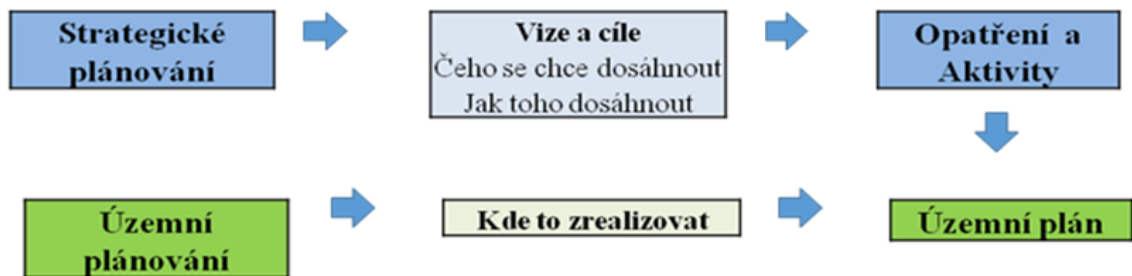 Strategické
plánování
Vize a cíle
Čeho se chce dosáhnout
Jak toho dosáhnout
Opatření a
Aktivity
Územní
plánování
Kde to zrealizovat
Územní plán